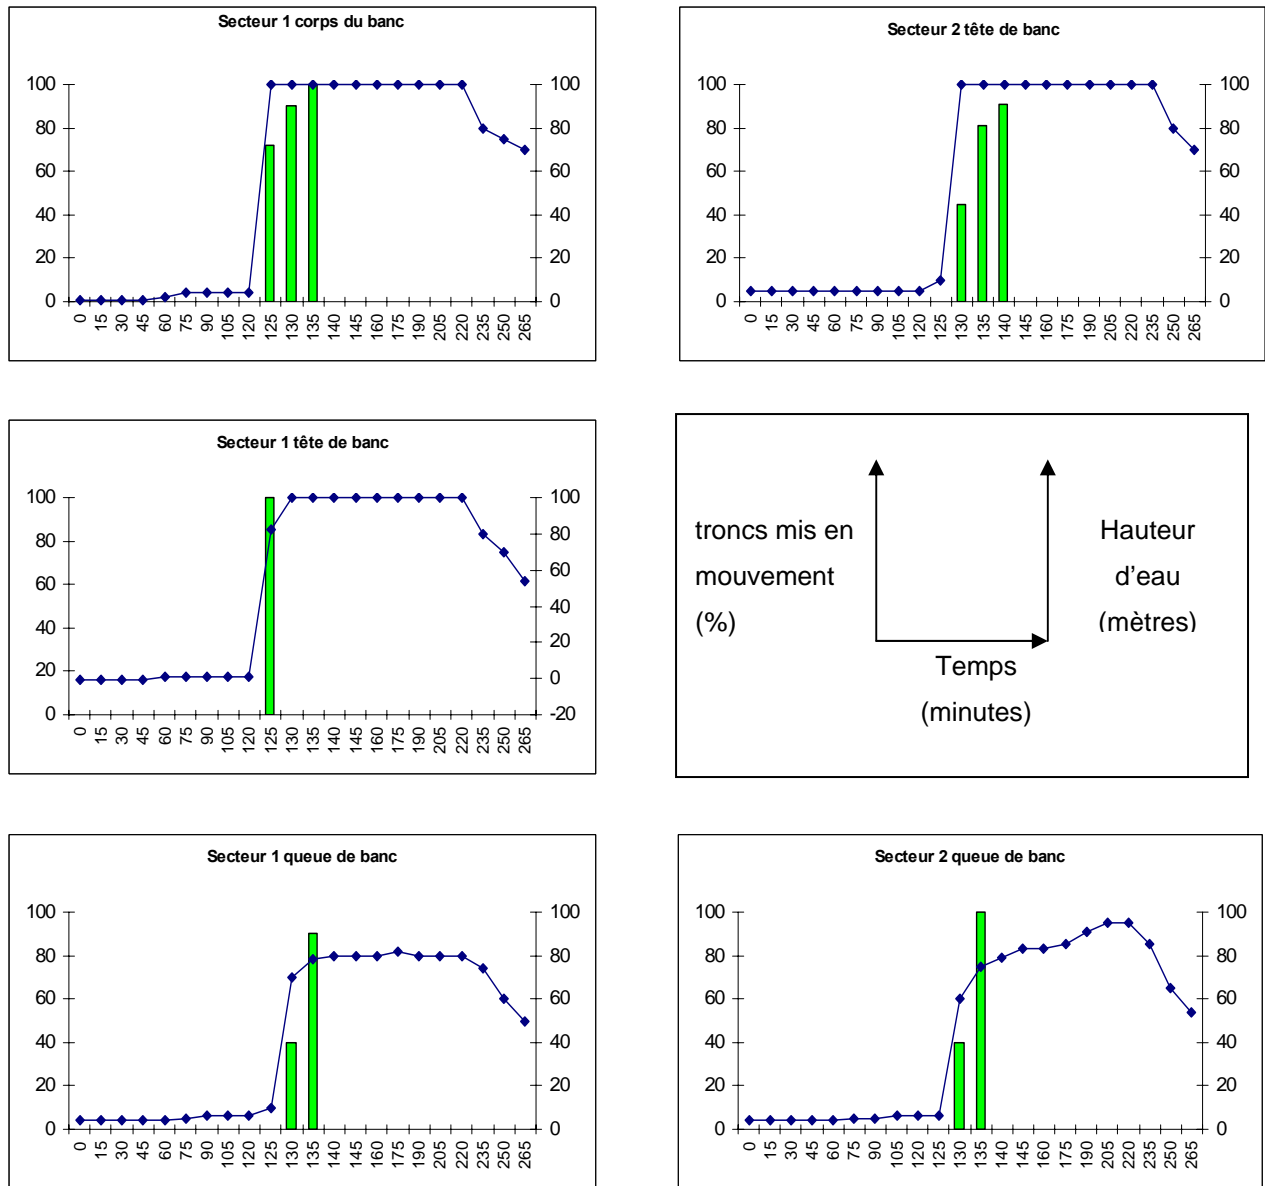 Secteur 1 corps du banc
100 80 60 40 20 0
100 80 60 40 20 0
0 15 30 45 60 75 90 105 120 125 130 135 140 145 160 175 190 205 220 235 250 265
Secteur 2 tête de banc
100 80 60 40 20 0
100 80 60 40 20 0
0 15 30 45 60 75 90 105 120 125 130 135 140 145 160 175 190 205 220 235 250 265
Secteur 1 tête de banc
100 80 60 40 20 0
100 80 60 40 20 0 -20
0 15 30 45 60 75 90 105 120 125 130 135 140 145 160 175 190 205 220 235 250 265
troncs mis en
mouvement
(%)
Hauteur
d'eau
(mètres)
Temps
(minutes)
Secteur 1 queue de banc
100 80 60 40 20 0
100 80 60 40 20 0
0 15 30 45 60 75 90 105 120 125 130 135 140 145 160 175 190 205 220 235 250 265
Secteur 2 queue de banc
100 80 60 40 20 0
100 80 60 40 20 0
0 15 30 45 60 75 90 105 120 125 130 135 140 145 160 175 190 205 220 235 250 265